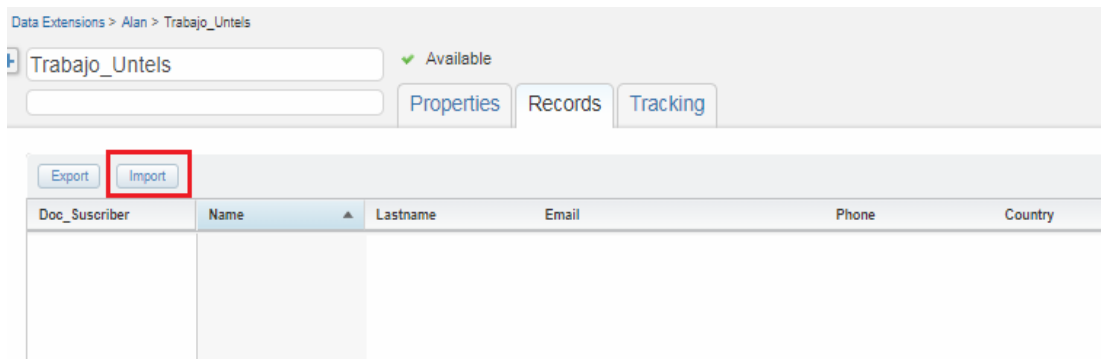 Data Extensions > Alan > Trabajo_Untels
Trabajo_Untels
Available
Properties Records Tracking
Export Import
Doc_Suscriber Name Lastname Email Phone Country